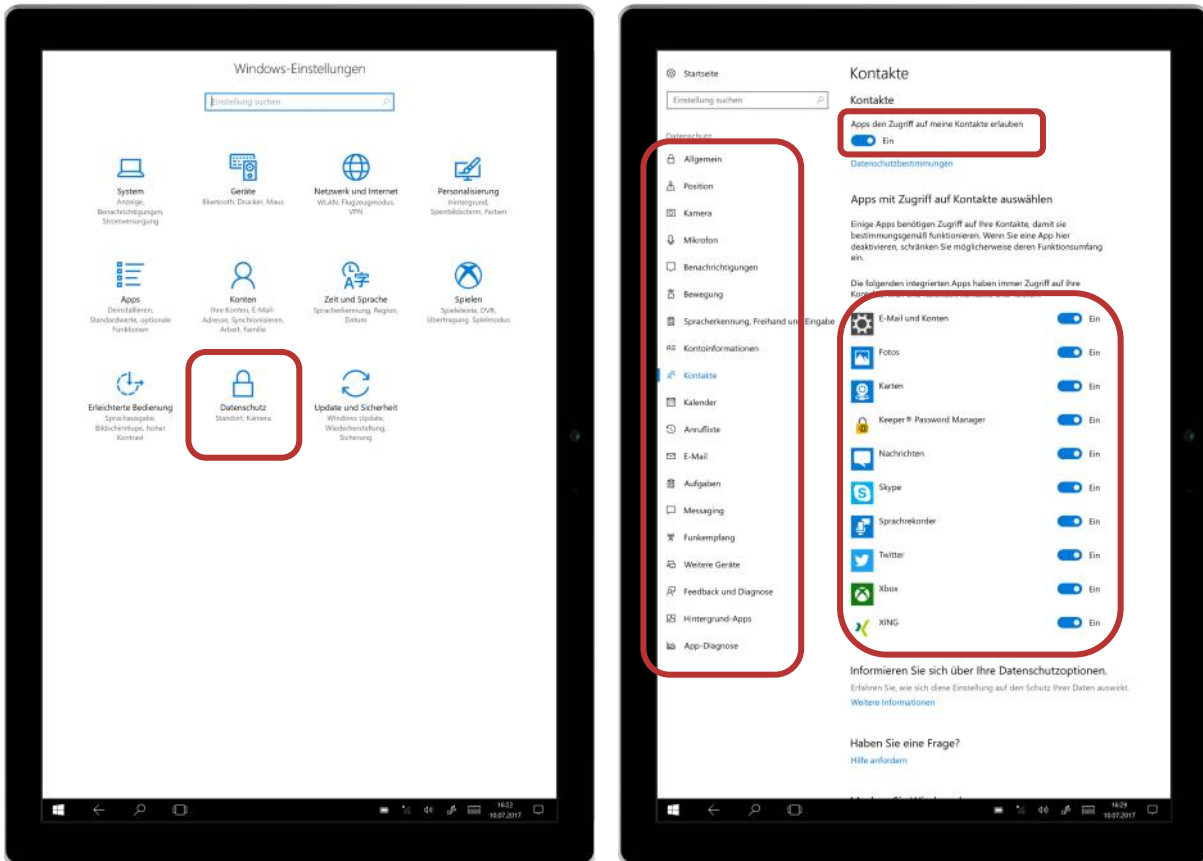 Windows-Einstellungen
Einstellung suchen
System
Anzeige,
Benachrichtigungen,
Stromversorgung
Geräte
Bluetooth, Drucker, Maus
Netzwerk und Internet
WLAN, Flugzeugmodus,
VPN
Personalisierung
Hintergrund,
Sperrbildschirm, Farben
Apps
Deinstallieren,
Standardwerte, optionale
Funktionen
Konten
Ihre Konten, E-Mail-
Adresse, Synchronisieren,
Arbeit, Familie
Zeit und Sprache
Spracherkennung, Region,
Datum
Spielen
Spieleleiste, DVR,
Übertragung, Spielmodus
Erleichterte Bedienung
Sprachausgabe,
Bildschirmlupe, hoher
Kontrast
Datenschutz
Standort, Kamera
Update und Sicherheit
Windows Update,
Wiederherstellung,
Sicherung
16:22
10.07.2017
Startseite
Einstellung suchen
Datenschutz
Allgemein
Position
Kamera
Mikrofon
Benachrichtigungen
Bewegung
Spracherkennung, Freihand und Eingabe
Kontoinformationen
Kontakte
Kalender
Anrufliste
E-Mail
Aufgaben
Messaging
Funkempfang
Weitere Geräte
Feedback und Diagnose
Hintergrund-Apps
App-Diagnose
Kontakte
Kontakte
Apps den Zugriff auf meine Kontakte erlauben
Ein
Datenschutzbestimmungen
Apps mit Zugriff auf Kontakte auswählen
Einige Apps benötigen Zugriff auf Ihre Kontakte, damit sie
bestimmungsgemäß funktionieren. Wenn Sie eine App hier
deaktivieren, schränken Sie möglicherweise deren Funktionsumfang
ein.
Die folgenden integrierten Apps haben immer Zugriff auf Ihre
E-Mail und Konten Ein
Fotos Ein
Karten Ein
Keeper® Password Manager Ein
Nachrichten Ein
Skype Ein
Sprachrekorder Ein
Twitter Ein
Xbox Ein
XING Ein
Informieren Sie sich über Ihre Datenschutzoptionen.
Erfahren Sie, wie sich diese Einstellung auf den Schutz Ihrer Daten auswirkt.
Weitere Informationen
Haben Sie eine Frage?
Hilfe anfordern
16:29
10.07.2017